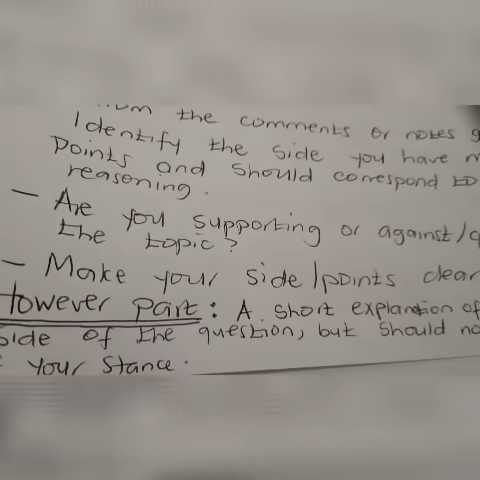 the comments or notes
Identify the side you have
points and should correspond to
reasoning.
- Are you supporting or against/
the topic?
- Make your side/points clear
However part: A short explanation of
side of the question, but should
your stance.